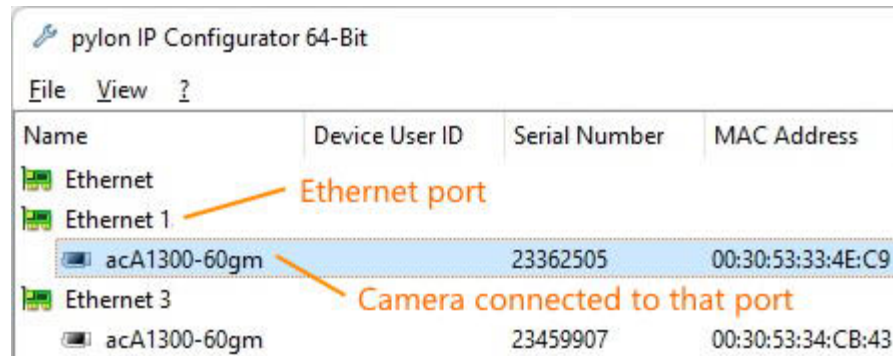 pylon IP Configurator 64-Bit
File View ?
Name Device User ID Serial Number MAC Address
Ethernet
Ethernet port
Ethernet 1
acA1300-60gm 23362505 00:30:53:33:4E:C9
Ethernet 3
Camera connected to that port
acA1300-60gm 23459907 00:30:53:34:CB:43